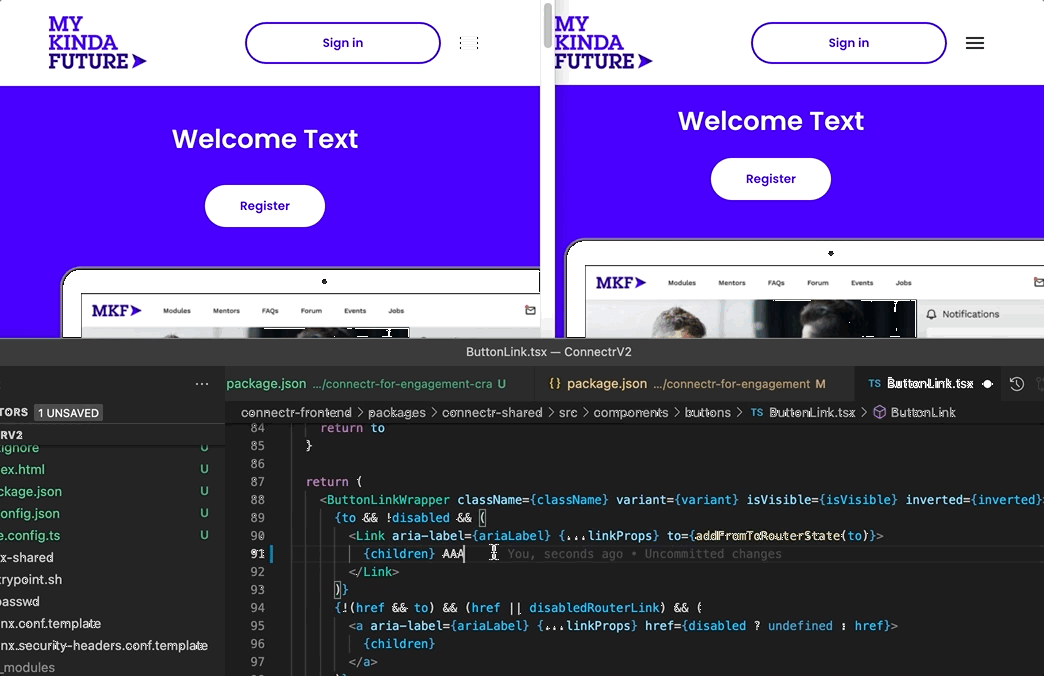 MY
KINDA
FUTURE
Sign in
Welcome Text
Register
MKF
Modules Mentors FAQs Forum Events Jobs
MY
KINDA
FUTURE
Sign in
Welcome Text
Register
MKF
Modules Mentors FAQs Forum Events Jobs
Notifications
ButtonLink.tsx — ConnectrV2
package.json .../connectr-for-engagement-cra U
{} package.json .../connectr-for-engagement M
TS ButtonLink.tsx
TORS 1 UNSAVED
RV2
ignore U
ex.html U
ckage.json U
onfig.json U
e.config.ts U
x-shared
trypoint.sh
passwd
nx.conf.template
nx.security-headers.conf.template
_modules
connectr-frontend > packages > connectr-shared > src > components > buttons > TS ButtonLink.tsx > ButtonLink
84 return to
85 }
86
87 return (
88 <ButtonLinkWrapper className={className} variant={variant} isVisible={isVisible} inverted={inverted}
89 {to && !disabled && (
90 <Link aria-label={ariaLabel} {...linkProps} to={addFromToRouterState(to)}>
91 {children} AAA You, seconds ago • Uncommitted changes
92 </Link>
93 )}
94 {!(href && to) && (href || disabledRouterLink) && (
95 <a aria-label={ariaLabel} {...linkProps} href={disabled ? undefined : href}>
96 {children}
97 </a>